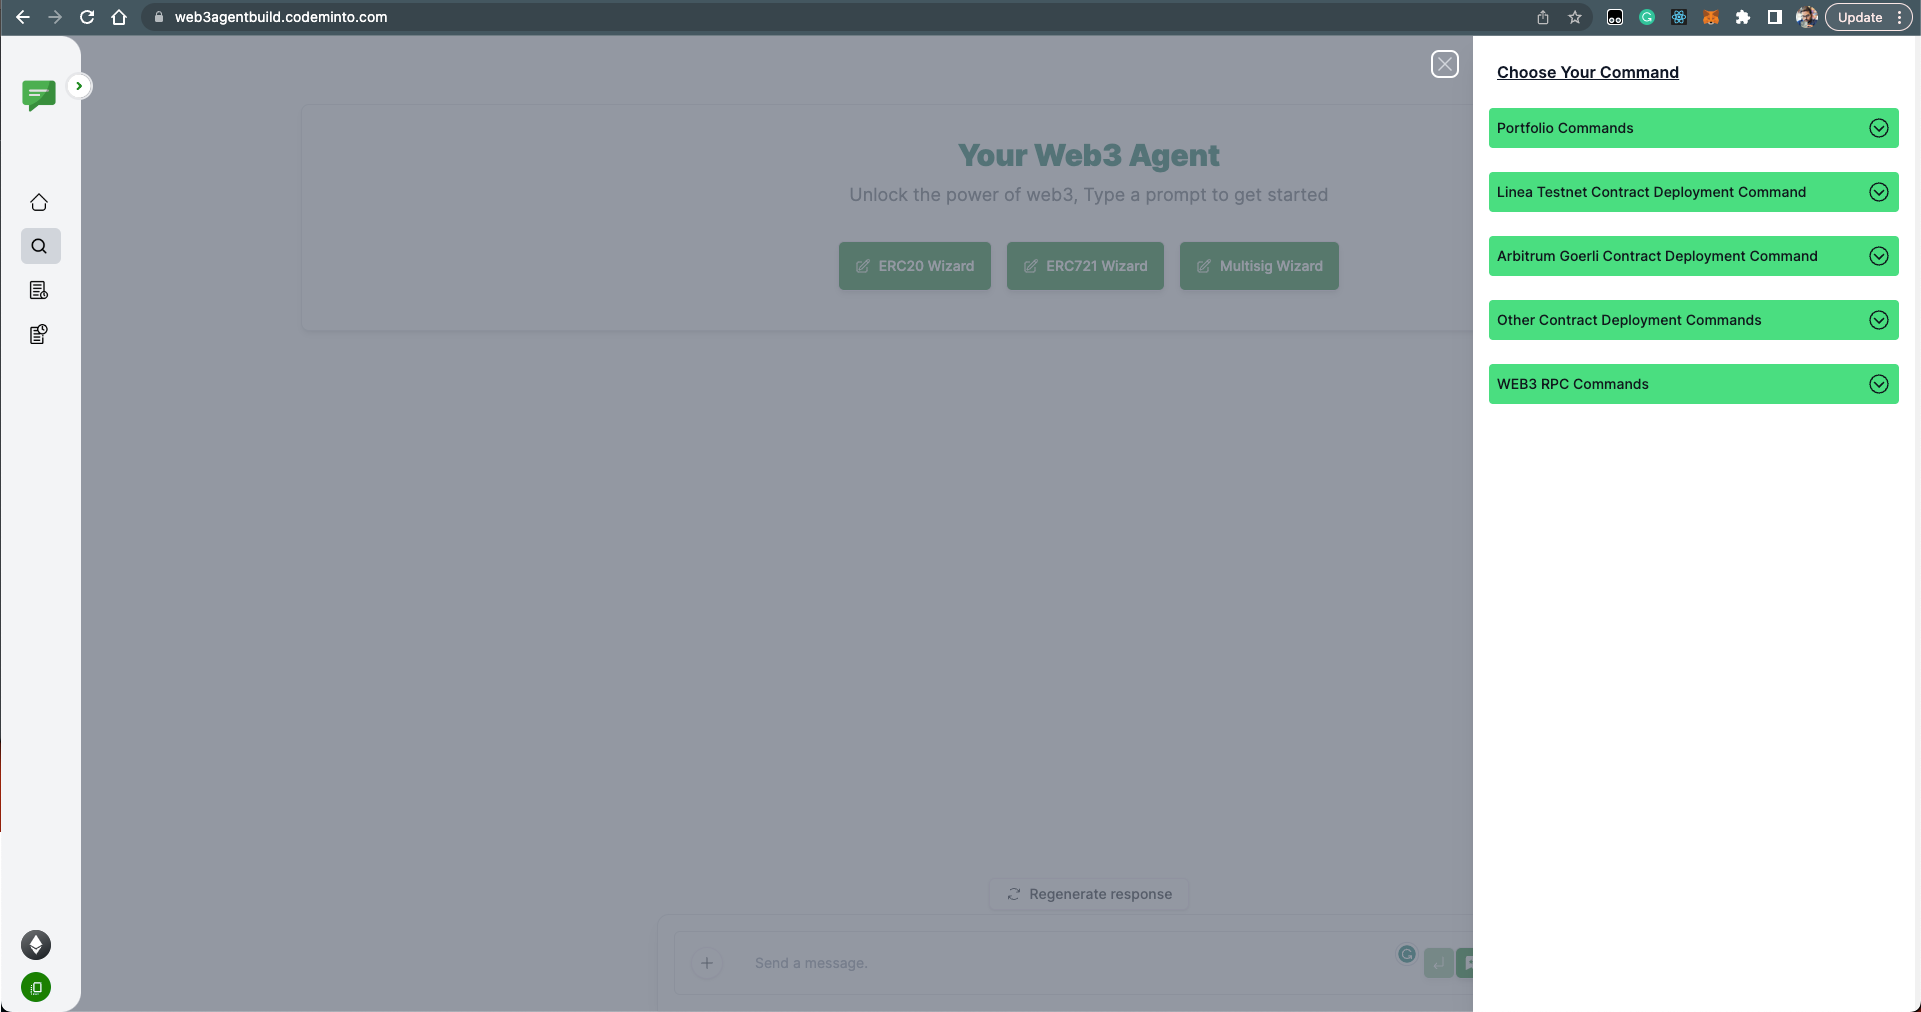 web3agentbuild.codeminto.com
Update
Choose Your Command
Portfolio Commands
Linea Testnet Contract Deployment Command
Arbitrum Goerli Contract Deployment Command
Other Contract Deployment Commands
WEB3 RPC Commands
Your Web3 Agent
Unlock the power of web3, Type a prompt to get started
ERC20 Wizard
ERC721 Wizard
Multisig Wizard
Regenerate response
Send a message.